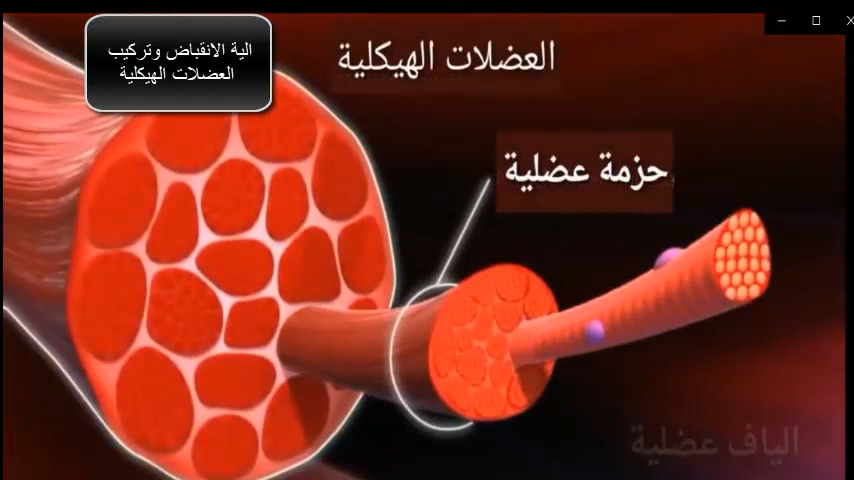 الية الانقباض وتركيب
العضلات الهيكلية
العضلات الهيكلية
حزمة عضلية
الياف عضلية